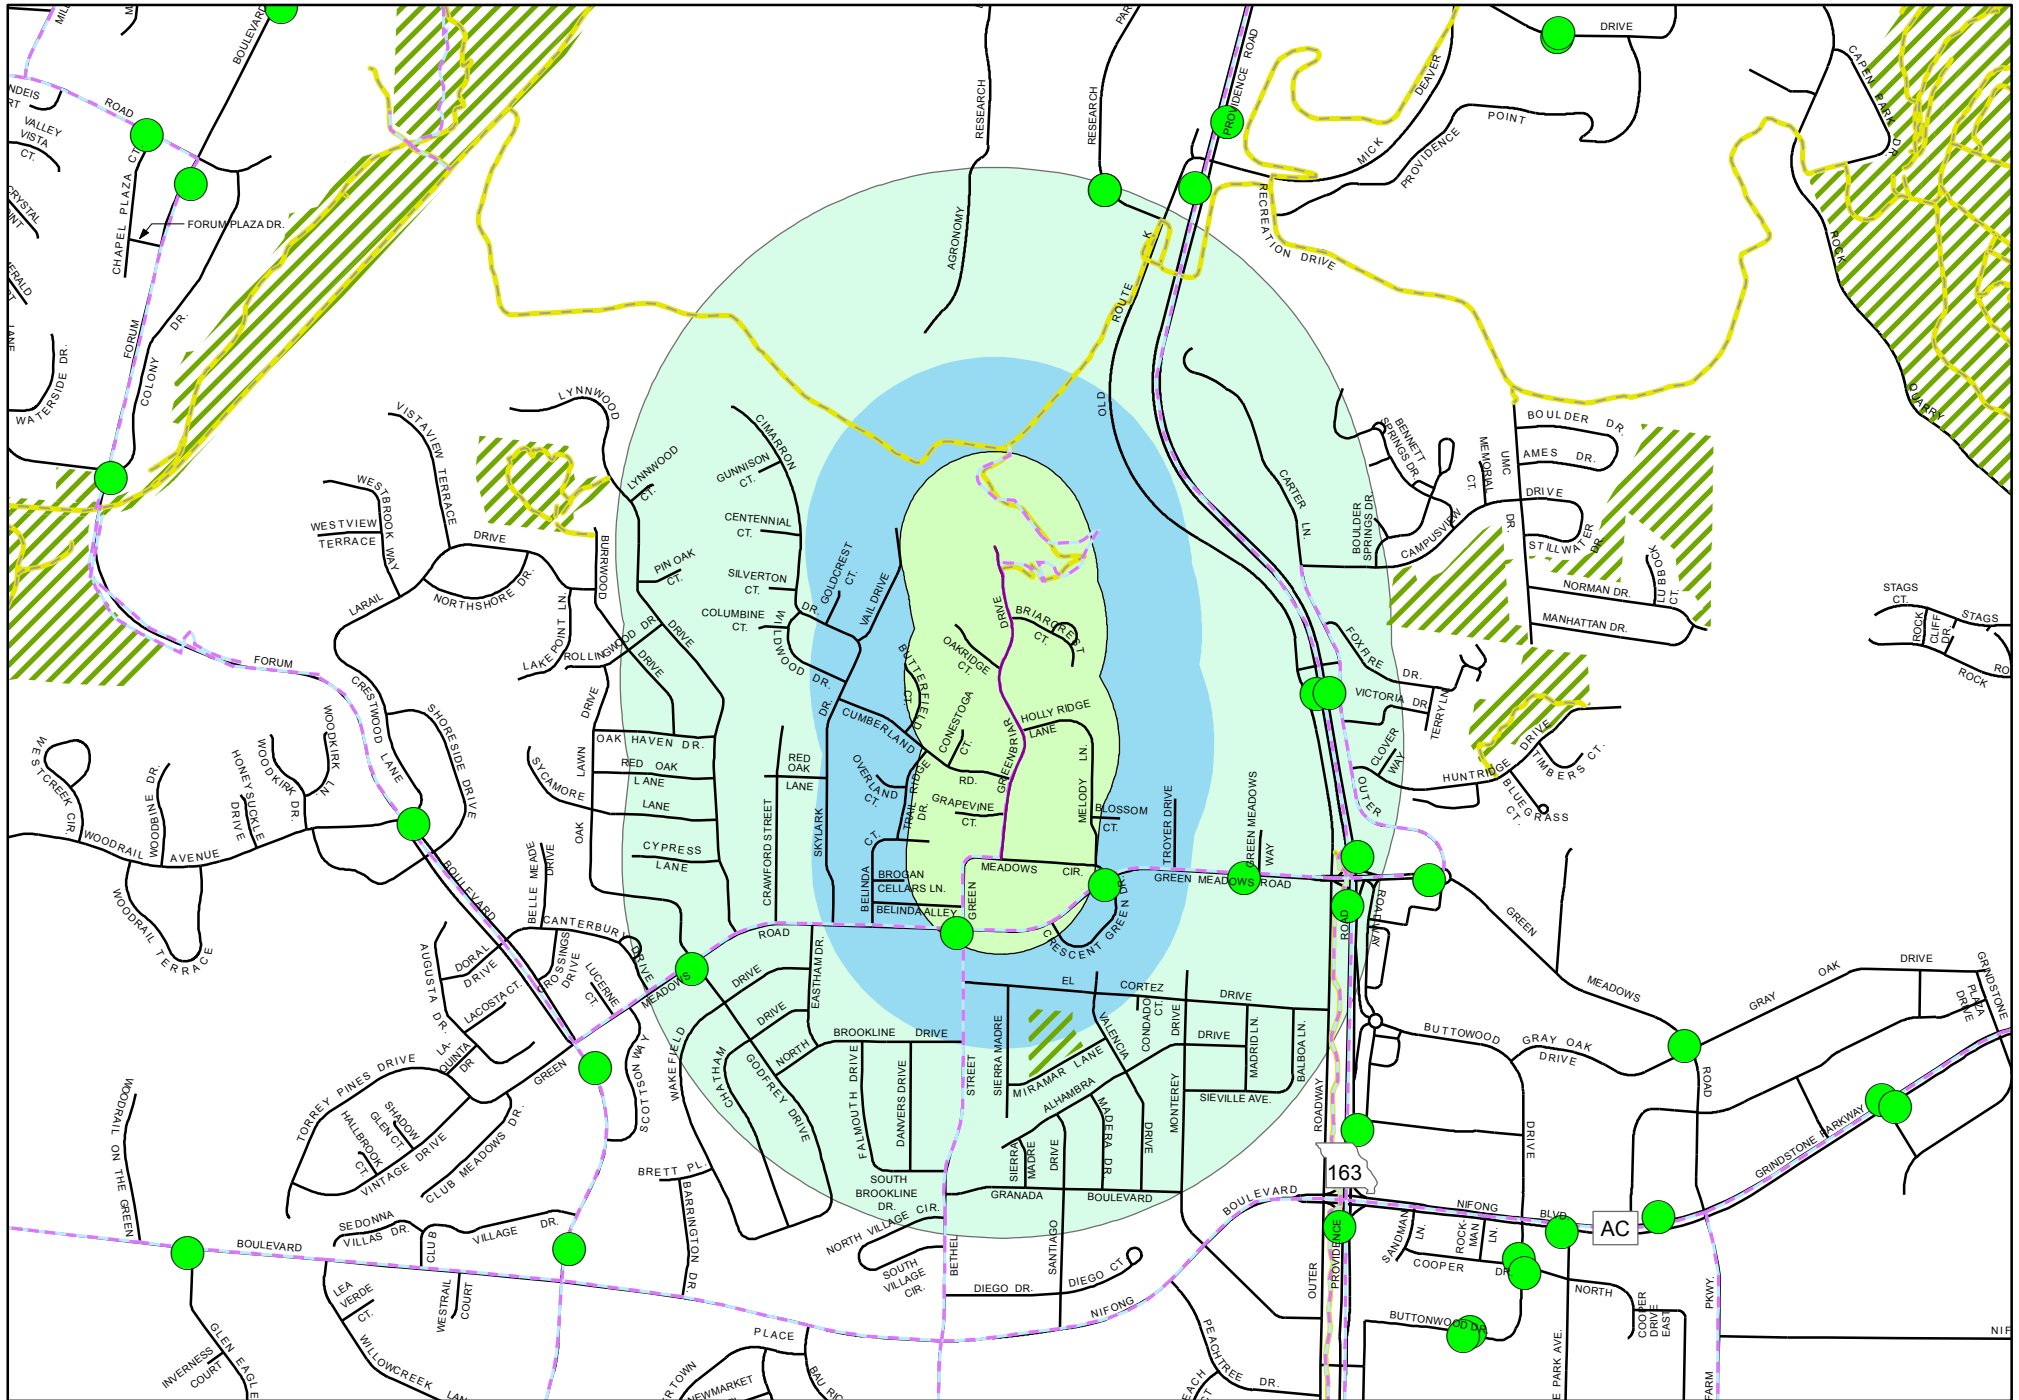 BOULEVARD
ROAD
VALLEY
VISTA
CT.
CHAPEL PLAZA CT.
FORUM PLAZA DR.
FORUM
COLONY
DR.
WATERSIDE DR.
LANE
RESEARCH
AGRONOMY
RESEARCH
PROVIDENCE ROAD
MICK
DEAVER
PROVIDENCE
POINT
DRIVE
CAPEN PARK DR.
ROCK
QUARRY
RECREATION DRIVE
OLD
ROUTE
K
VISTAVIEW TERRACE
LYNNWOOD
LYNNWOOD
CT.
WESTBROOK WAY
WESTVIEW
TERRACE
DRIVE
NORTHSHORE DR.
LARAIL
BURRWOOD
DRIVE
LAKE POINT LN.
ROLLINGWOOD DR.
DRIVE
PIN OAK
CT.
CIMARRON
GUNNISON
CT.
CENTENNIAL
CT.
SILVERTON
CT.
COLUMBINE
CT.
GOLDCREST
CT.
DR.
VAIL DRIVE
WILDWOOD DR.
BUTTERFIELD
CT.
CUMBERLAND
RD.
CONESTOGA
CT.
OAKRIDGE
CT.
BRIARCREST
CT.
GREENBRIAR
DRIVE
HOLLY RIDGE
LANE
MELODY LN.
BLOSSOM
CT.
GRAPEVINE
CT.
OVERLAND
CT.
TRAIL RIDGE
DR.
SKYLARK
DR.
RED
OAK
LANE
CRAWFORD STREET
OAK HAVEN DR.
RED OAK
LANE
SYCAMORE
LANE
OAK LAWN DRIVE
CYPRESS
LANE
BELINDA
CT.
BROGAN
CELLARS LN.
BELINDA ALLEY
GREEN
MEADOWS
CIR.
CRESCENT GREEN DR.
TROYER DRIVE
GREEN MEADOWS
WAY
GREEN MEADOWS ROAD
CARTER LN.
BENNETT
SPRINGS DR.
BOULDER
SPRINGS DR.
MEMORIAL
CT.
UMC
DR.
CAMPUSVIEW
DRIVE
BOULDER DR.
AMES DR.
STILLWATER
DR.
LUBBOCK
CT.
NORMAN DR.
MANHATTAN DR.
FOXFIRE
DR.
VICTORIA DR.
TERRY LN.
CLOVER
WAY
OUTER
HUNTRIDGE
DRIVE
TIMBERS CT.
BLUEGRASS
CT.
STAGS
CT.
STAGS
ROCK
CLIFF
DR.
ROCK
FORUM
CRESTWOOD LANE
SHORESIDE DRIVE
WESTCREEK CIR.
WOODBINE DR.
HONEYSUCKLE
DRIVE
WOODKIRK DR.
WOODKIRK
LN.
WOODRAIL
AVENUE
WOODRAIL TERRACE
BOULEVARD
BELLE MEADE
DRIVE
CANTERBURY
DRIVE
AUGUSTA DR.
DORAL
DRIVE
CROSSINGS
DRIVE
LUCERNE
CT.
LACOSTA CT.
LA-
QUINTA
DR
GREEN
MEADOWS
ROAD
TORREY PINES DRIVE
SHADOW
GLEN CT.
HALLBROOK
CT.
VINTAGE DRIVE
CLUB MEADOWS DR.
SCOTTSON WAY
WAKEFIELD
DRIVE
CHATHAM
DRIVE
NORTH
GODFREY DRIVE
EASTHAM DR.
BROOKLINE DRIVE
FALMOUTH DRIVE
DANVERS DRIVE
SOUTH
BROOKLINE
DR.
STREET
BETHEL
EL
CORTEZ
DRIVE
SIERRA MADRE
MIRAMAR LANE
VALENCIA
DRIVE
CONDADO
CT.
DRIVE
MONTEREY
DRIVE
MADRID LN.
BALBOA LN.
SIEVILLE AVE.
ALHAMBRA
MADERA DR.
SIERRA
MADRE
DRIVE
GRANADA
BOULEVARD
SANTIAGO
NORTH VILLAGE CIR.
SOUTH
VILLAGE
CIR.
DIEGO DR.
DIEGO CT
NIFONG
BOULEVARD
BRETT PL.
BARRINGTON DR.
WOODRAIL ON THE GREEN
SEDONNA
VILLAS DR.
CLUB
VILLAGE DR.
BOULEVARD
LEA
VERDE
CT.
WESTRAIL
COURT
WILLOWCREEK
INVERNESS
COURT
GLEN EAGLE
PLACE
NEWMARKET
PEACHTREE DR.
OUTER
ROADWAY
PROVIDENCE
ROAD
ROADWAY
163
NIFONG
BLVD
AC
SANDMAN
LN.
ROCK-
MAN
LN.
COOPER
DR.
NORTH
COOPER
DRIVE
EAST
BUTTONWOOD DR.
PARK AVE.
PKWY.
FARM
BUTTOWOOD
DRIVE
GRAY OAK
DRIVE
GREEN
MEADOWS
ROAD
GRAY
OAK
DRIVE
GRINDSTONE
PLAZA
DRIVE
GRINDSTONE PARKWAY